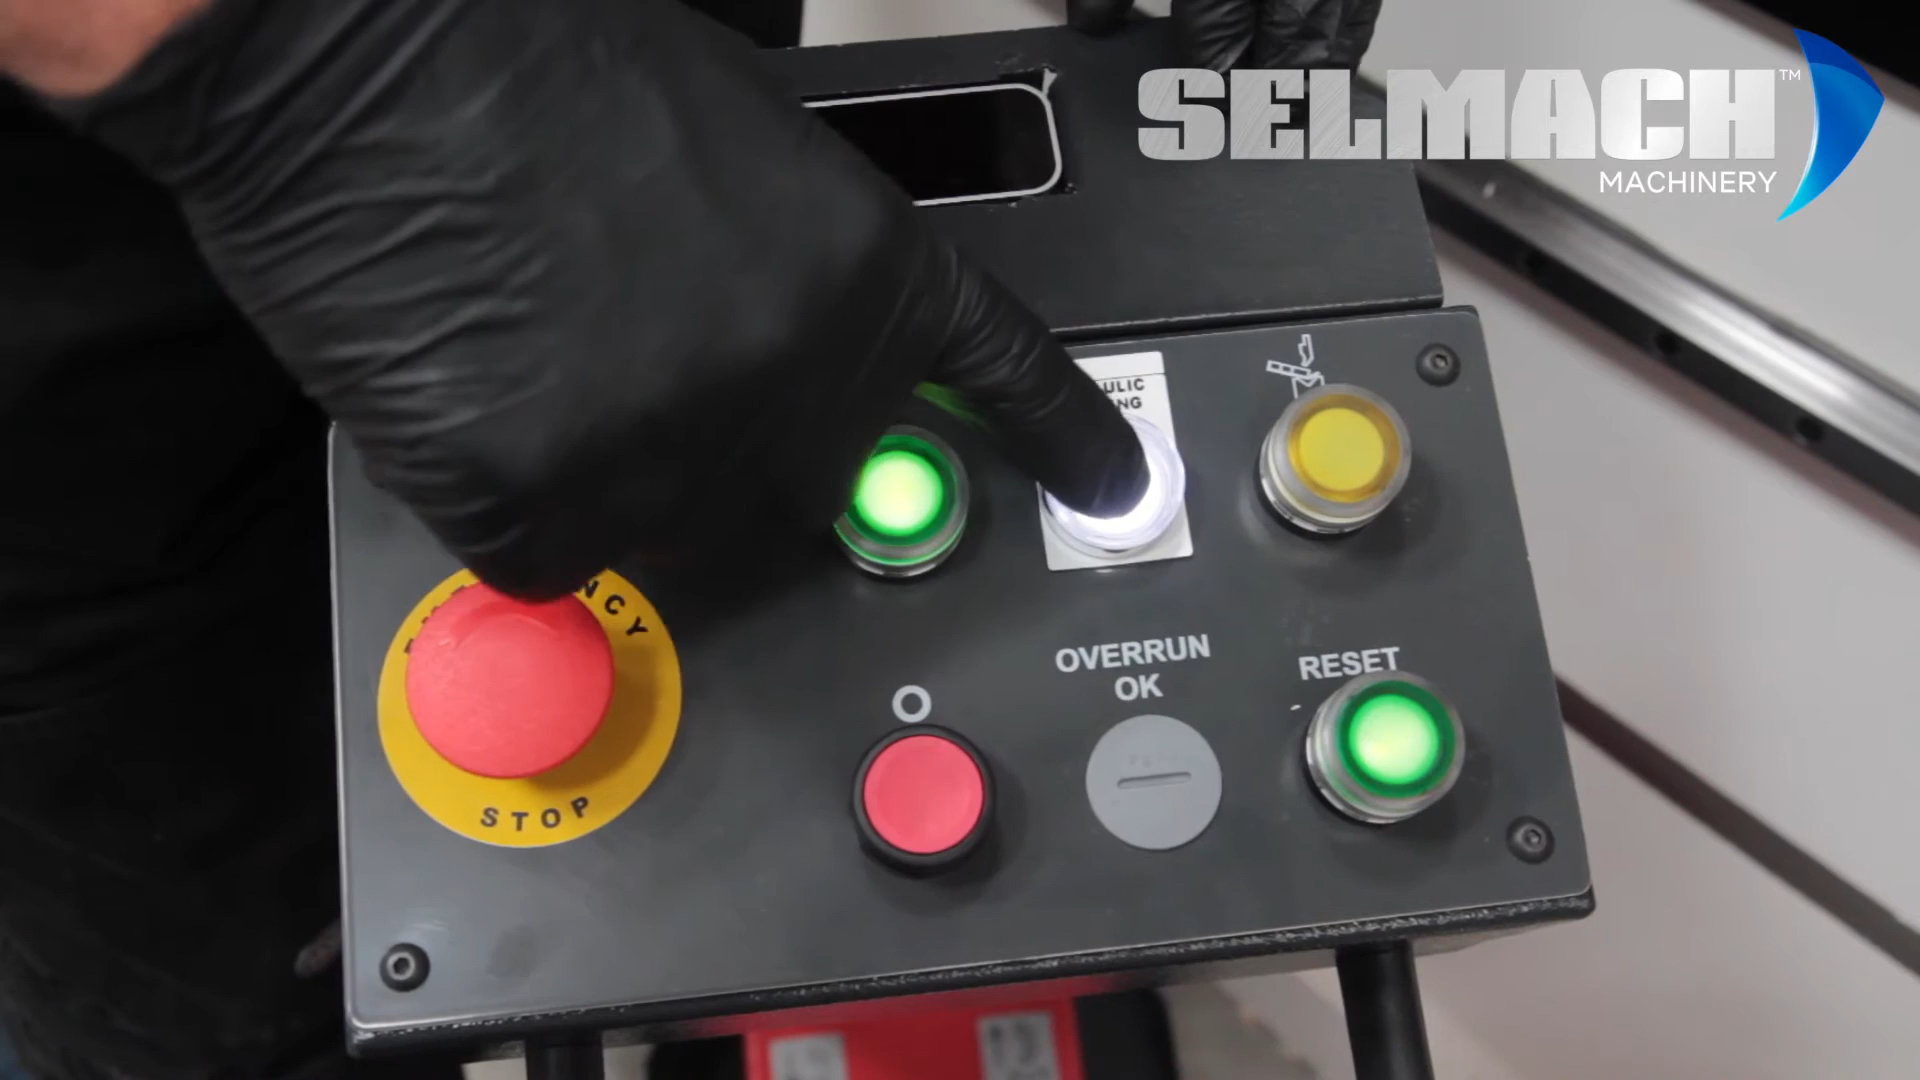 SELMACH™
MACHINERY
ULIC
NG
OVERRUN
OK
RESET
O
NCY
STOP